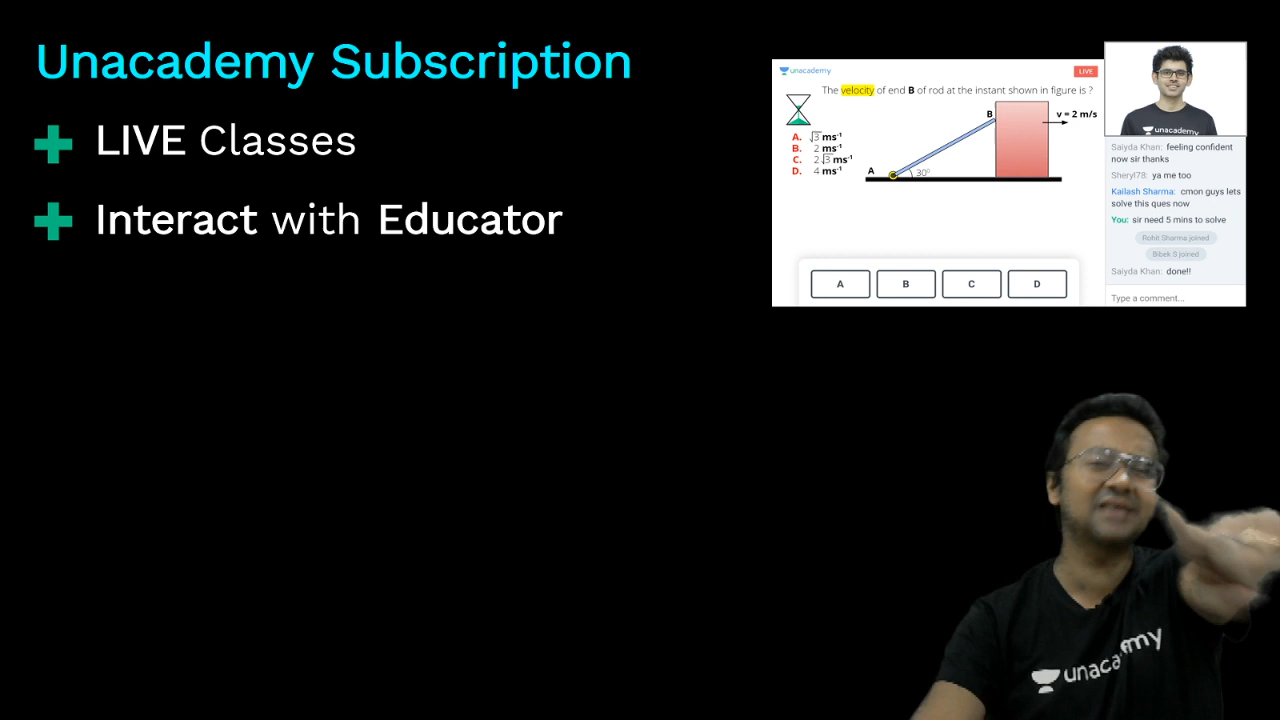 Unacademy Subscription
LIVE Classes
Interact with Educator
unacademy
LIVE
The velocity of end B of rod at the instant shown in figure is ?
A. √3 ms⁻¹
B. 2 ms⁻¹
C. 2√3 ms⁻¹
D. 4 ms⁻¹
B
v = 2 m/s
A
30°
A B C D
unacademy
Saiyda Khan: feeling confident
now sir thanks
Sheryl78: ya me too
Kailash Sharma: cmon guys lets
solve this ques now
You: sir need 5 mins to solve
Rohit Sharma joined
Bibek S joined
Saiyda Khan: done!!
Type a comment...
unacademy